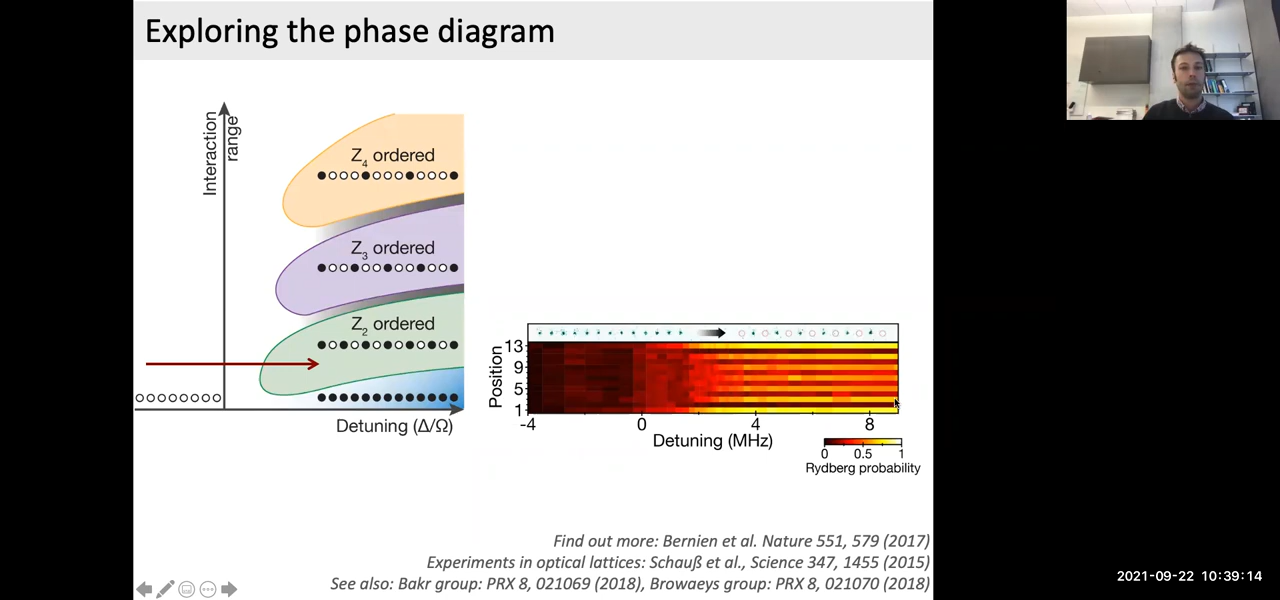 Exploring the phase diagram
Interaction range
Z4 ordered
Z3 ordered
Z2 ordered
Detuning (Δ/Ω)
Position
13
9
5
1
-4 0 4 8
Detuning (MHz)
0 0.5 1
Rydberg probability
Find out more: Bernien et al. Nature 551, 579 (2017)
Experiments in optical lattices: Schauß et al., Science 347, 1455 (2015)
See also: Bakr group: PRX 8, 021069 (2018), Browaeys group: PRX 8, 021070 (2018)
2021-09-22 10:39:14